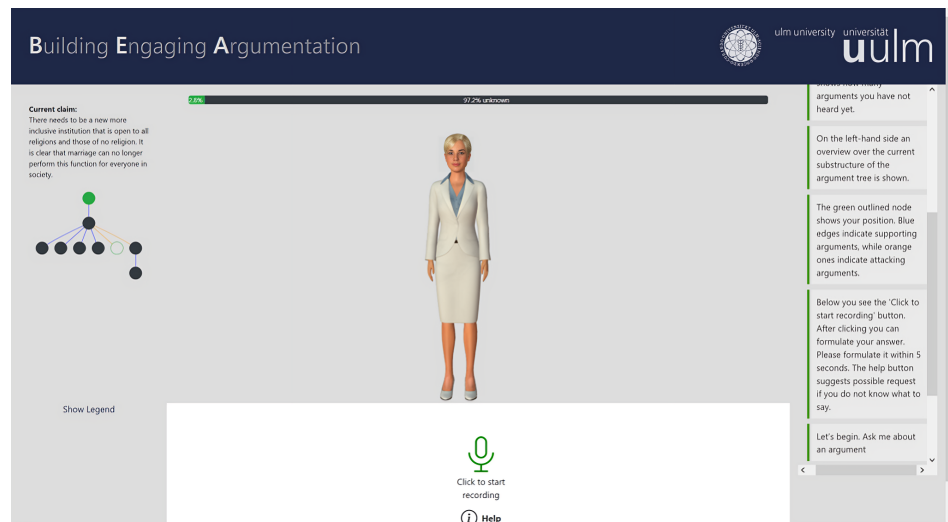 Building Engaging Argumentation
ulm university universität
uulm
Current claim:
There needs to be a new more
inclusive institution that is open to all
religions and those of no religion. It
is clear that marriage can no longer
perform this function for everyone in
society.
Show Legend
2.8%
97.2% unknown
Click to start
recording
Help
arguments you have not
heard yet.
On the left-hand side an
overview over the current
substructure of the
argument tree is shown.
The green outlined node
shows your position. Blue
edges indicate supporting
arguments, while orange
ones indicate attacking
arguments.
Below you see the 'Click to
start recording' button.
After clicking you can
formulate your answer.
Please formulate it within 5
seconds. The help button
suggests possible request
if you do not know what to
say.
Let's begin. Ask me about
an argument